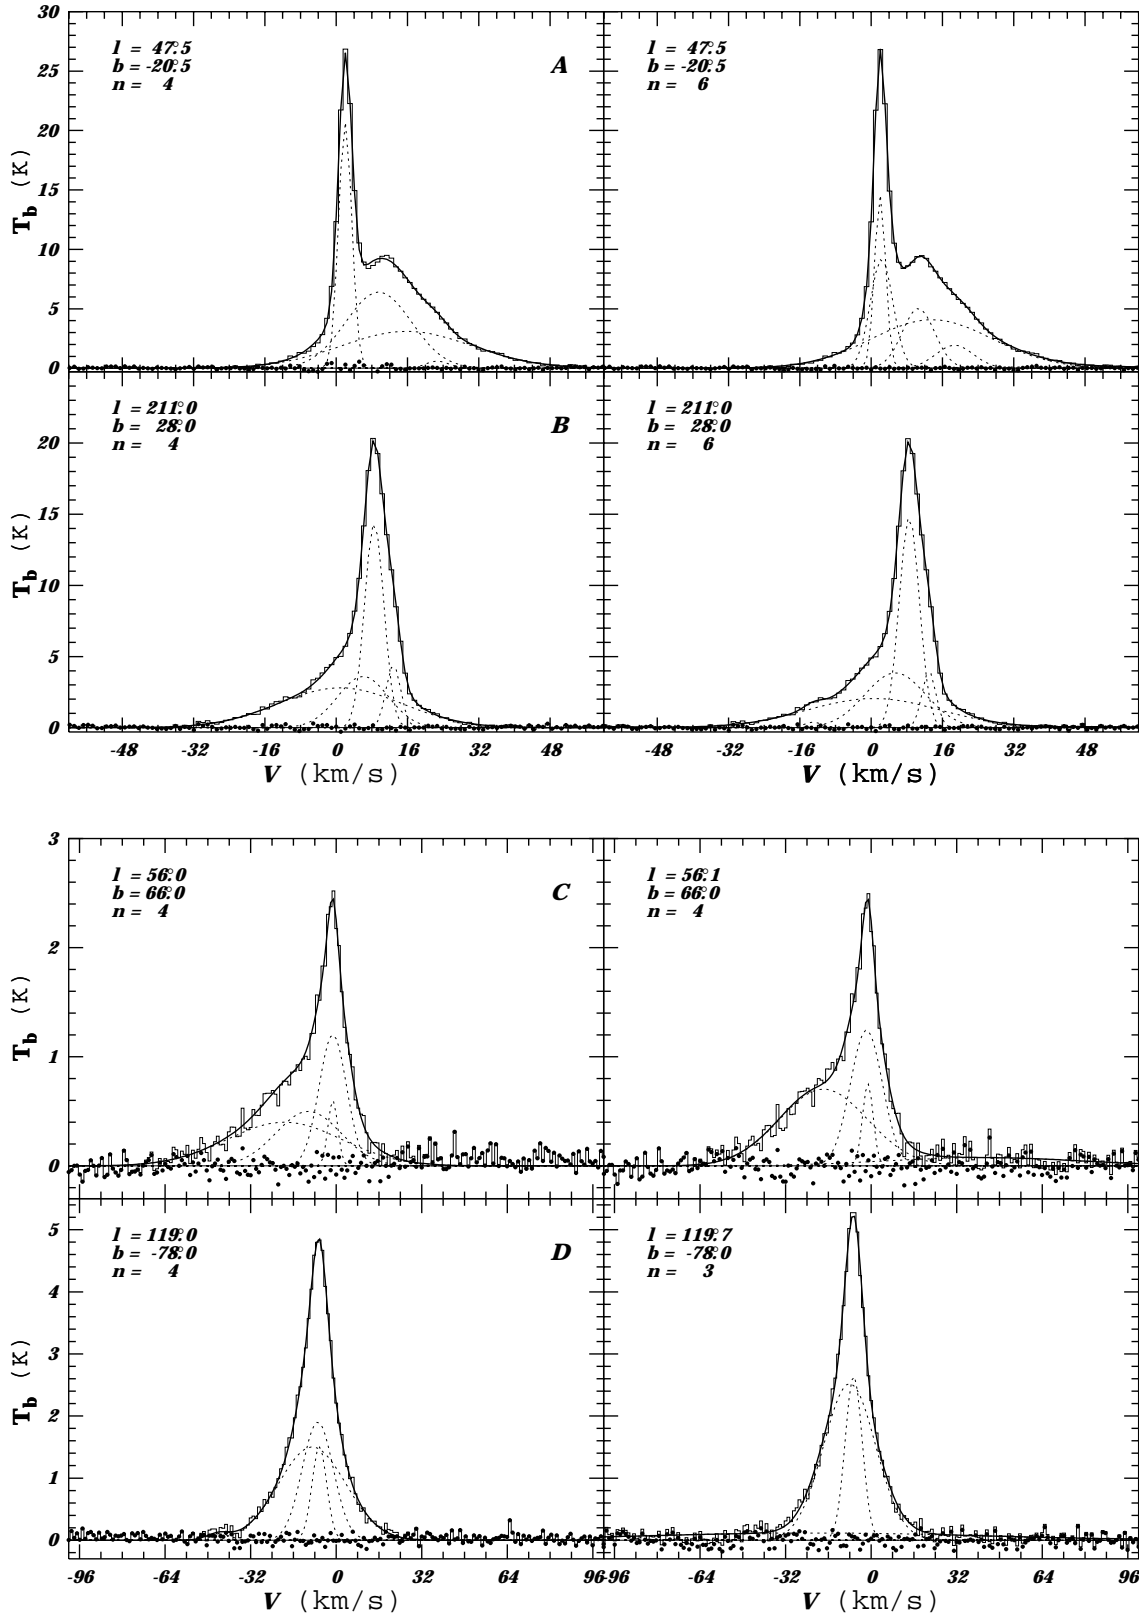 30
25
20
15
10
5
0
T_b (K)
l = 47°.5
b = -20°.5
n = 4
A
l = 47°.5
b = -20°.5
n = 6
20
15
10
5
0
T_b (K)
l = 211°.0
b = 28°.0
n = 4
B
l = 211°.0
b = 28°.0
n = 6
-48 -32 -16 0 16 32 48
-48 -32 -16 0 16 32 48
V (km/s)
V (km/s)
3
2
1
0
T_b (K)
l = 56°.0
b = 66°.0
n = 4
C
l = 56°.1
b = 66°.0
n = 4
5
4
3
2
1
0
T_b (K)
l = 119°.0
b = -78°.0
n = 4
D
l = 119°.7
b = -78°.0
n = 3
-96 -64 -32 0 32 64 96
-96 -64 -32 0 32 64 96
V (km/s)
V (km/s)